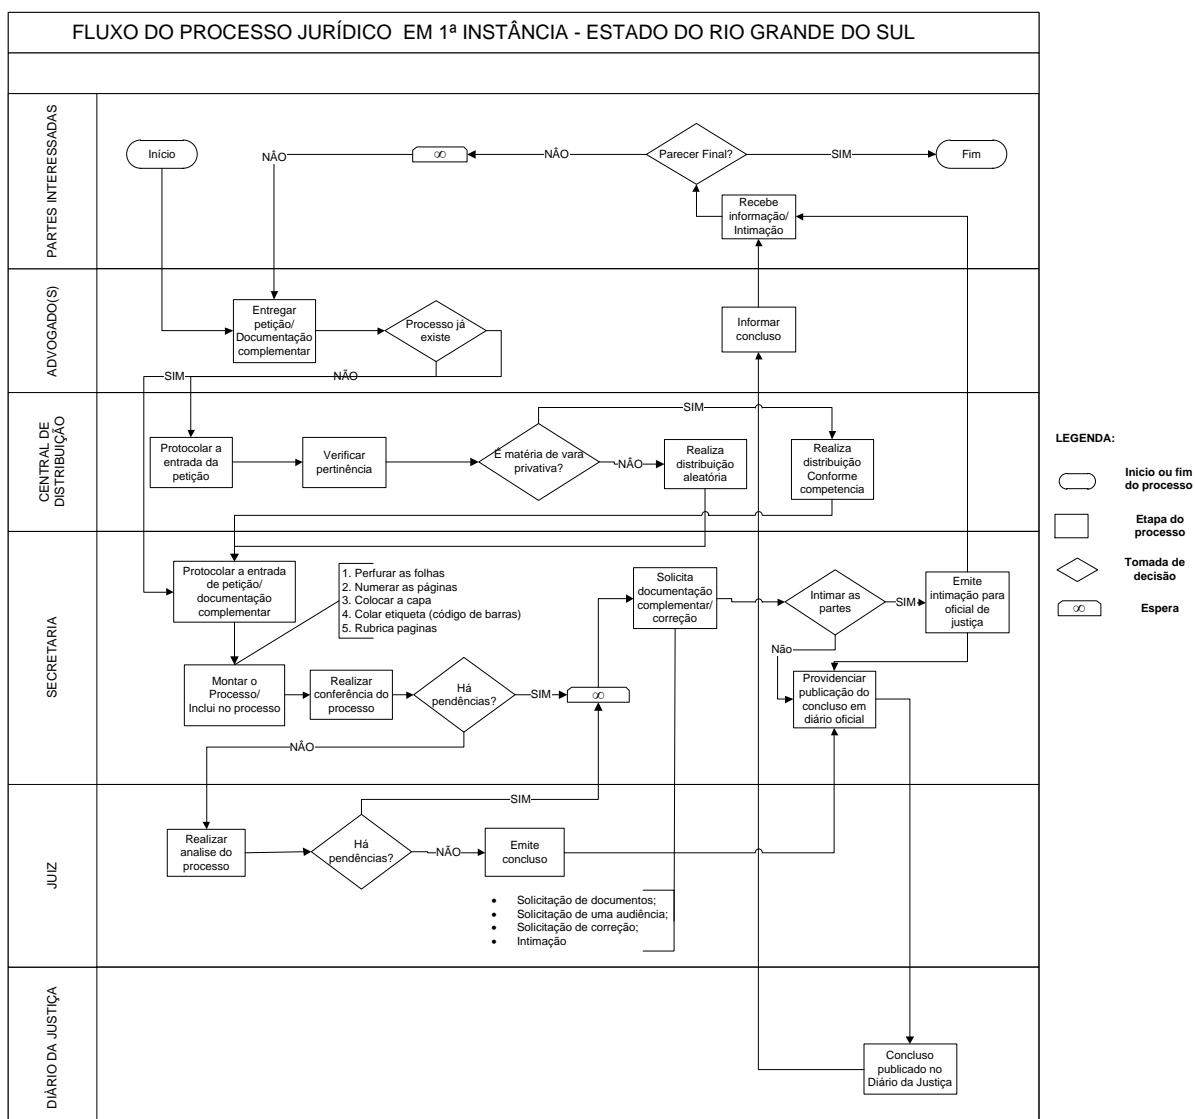 FLUXO DO PROCESSO JURÍDICO EM 1ª INSTÂNCIA - ESTADO DO RIO GRANDE DO SUL
PARTES INTERESSADAS
Início
NÂO
∞
NÂO
Parecer Final?
SIM
Fim
Recebe
informação/
Intimação
ADVOGADO(S)
Entregar
petição/
Documentação
complementar
Processo já
existe
Informar
concluso
SIM
NÂO
CENTRAL DE
DISTRIBUIÇÃO
Protocolar a
entrada da
petição
Verificar
pertinência
É matéria de vara
privativa?
SIM
NÂO
Realiza
distribuição
aleatória
Realiza
distribuição
Conforme
competencia
SECRETARIA
Protocolar a entrada
de petição/
documentação
complementar
1. Perfurar as folhas
2. Numerar as páginas
3. Colocar a capa
4. Colar etiqueta (código de barras)
5. Rubrica paginas
Solicita
documentação
complementar/
correção
Intimar as
partes
SIM
Emite
intimação para
oficial de
justiça
Não
Montar o
Processo/
Inclui no processo
Realizar
conferência do
processo
Há
pendências?
SIM
∞
Providenciar
publicação do
concluso em
diário oficial
NÂO
JUIZ
SIM
Realizar
analise do
processo
Há
pendências?
NÃO
Emite
concluso
• Solicitação de documentos;
• Solicitação de uma audiência;
• Solicitação de correção;
• Intimação
DIÀRIO DA JUSTIÇA
Concluso
publicado no
Diário da Justiça
LEGENDA:
Inicio ou fim
do processo
Etapa do
processo
Tomada de
decisão
∞
Espera